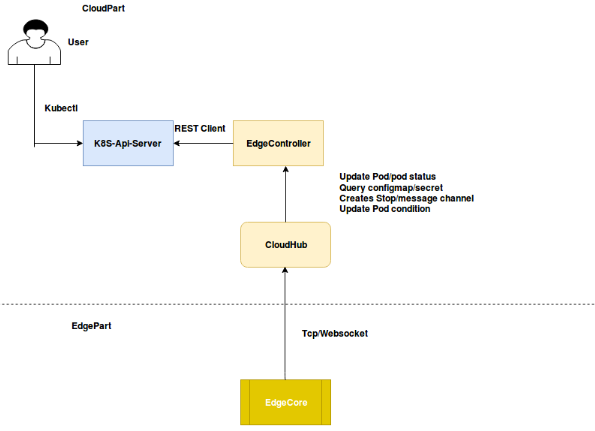 CloudPart
User
Kubectl
K8S-Api-Server
REST Client
EdgeController
Update Pod/pod status
Query configmap/secret
Creates Stop/message channel
Update Pod condition
CloudHub
EdgePart
Tcp/Websocket
EdgeCore